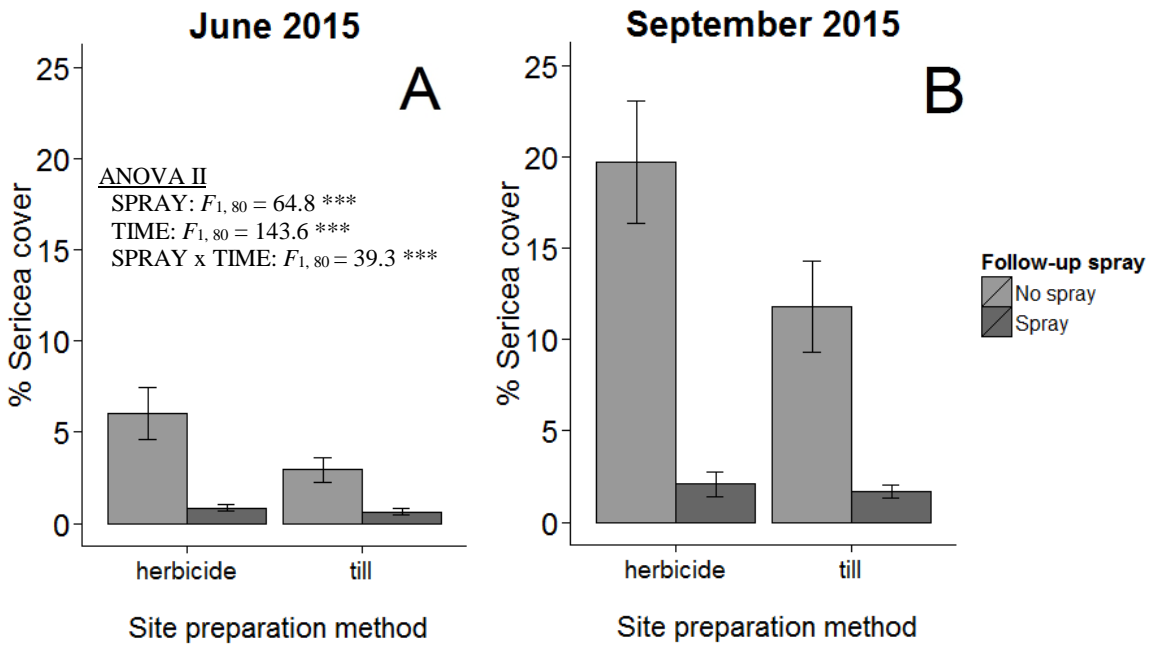 June 2015
A
% Sericea cover
25
20
15
10
5
0
ANOVA II
SPRAY: F1, 80 = 64.8 ***
TIME: F1, 80 = 143.6 ***
SPRAY x TIME: F1, 80 = 39.3 ***
herbicide
till
Site preparation method
September 2015
B
% Sericea cover
25
20
15
10
5
0
herbicide
till
Site preparation method
Follow-up spray
No spray
Spray